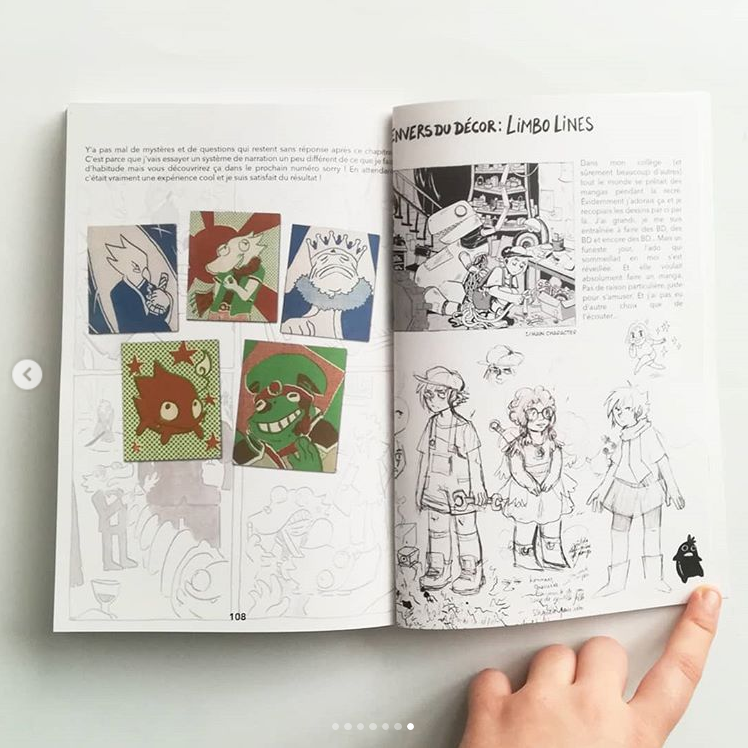 Y'a pas mal de mystères et de questions qui restent sans réponse après ce chapitre
C'est parce que j'vais essayer un système de narration un peu différent de ce que je fais
d'habitude mais vous découvrirez ça dans le prochain numéro sorry ! En attendant
c'était vraiment une expérience cool et je suis satisfait du résultat !
108
ENVERS DU DÉCOR : LIMBO LINES
Dans mon collège (et
sûrement beaucoup d'autres)
tout le monde se prêtait des
mangas pendant la recré.
Évidemment j'adorais ça et je
recopiais les dessins par ci par
là. J'ai grandi, je me suis
entraîné à faire des BD, des
BD et encore des BD... Mais un
funeste jour, l'ado qui
sommeillait en moi s'est
réveillée. Et elle voulait
absolument faire un manga.
Pas de raison particulière, juste
pour s'amuser. Et j'ai pas eu
d'autre choix que de
l'écouter...
CHARACTER